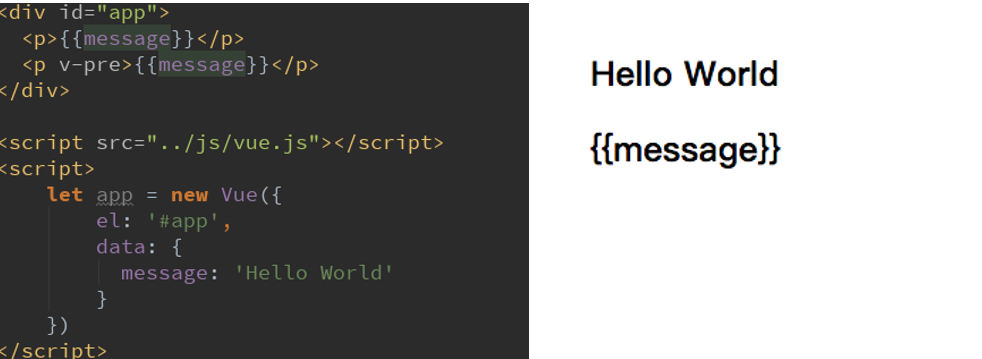 <div id="app">
  <p>{{message}}</p>
  <p v-pre>{{message}}</p>
</div>
<script src="../js/vue.js"></script>
<script>
    let app = new Vue({
        el: '#app',
        data: {
          message: 'Hello World'
        }
    })
</script>
Hello World
{{message}}